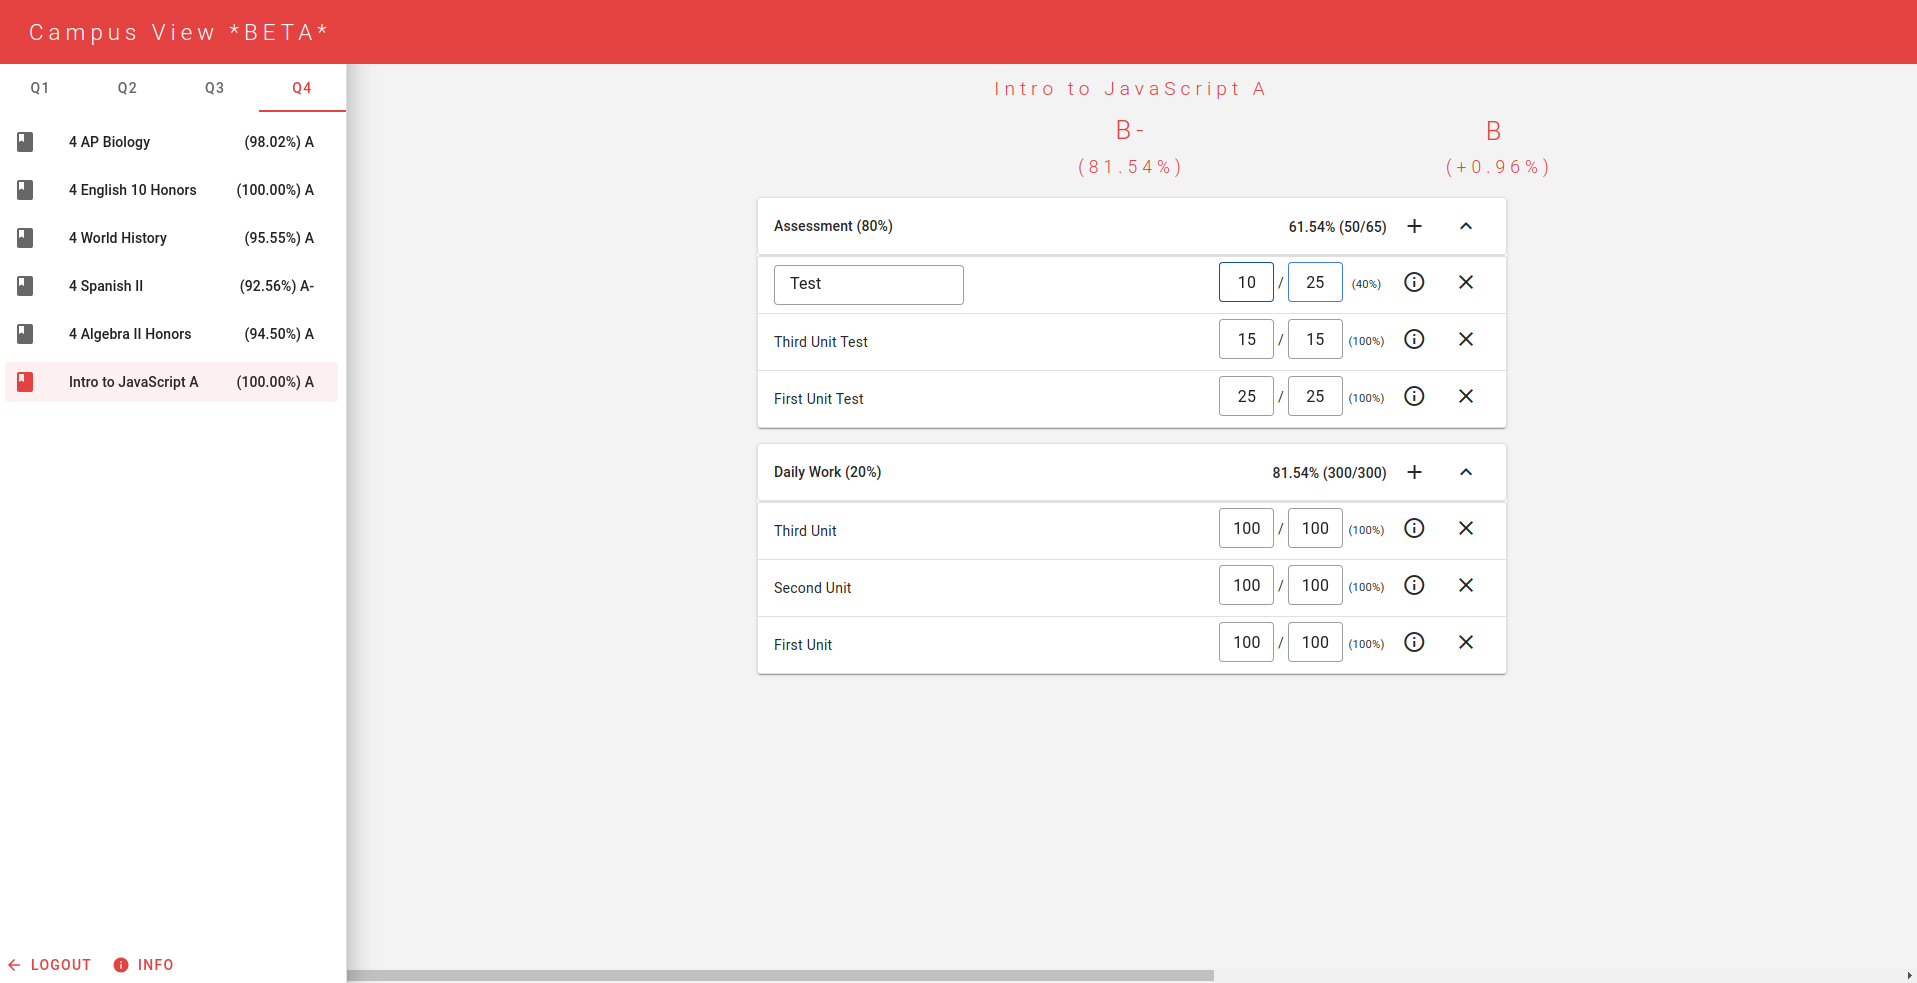 Campus View *BETA*
Q1 Q2 Q3 Q4
4 AP Biology (98.02%) A
4 English 10 Honors (100.00%) A
4 World History (95.55%) A
4 Spanish II (92.56%) A-
4 Algebra II Honors (94.50%) A
Intro to JavaScript A (100.00%) A
LOGOUT INFO
Intro to JavaScript A
B- B
(81.54%) (+0.96%)
Assessment (80%) 61.54% (50/65)
Test 10 / 25 (40%)
Third Unit Test 15 / 15 (100%)
First Unit Test 25 / 25 (100%)
Daily Work (20%) 81.54% (300/300)
Third Unit 100 / 100 (100%)
Second Unit 100 / 100 (100%)
First Unit 100 / 100 (100%)